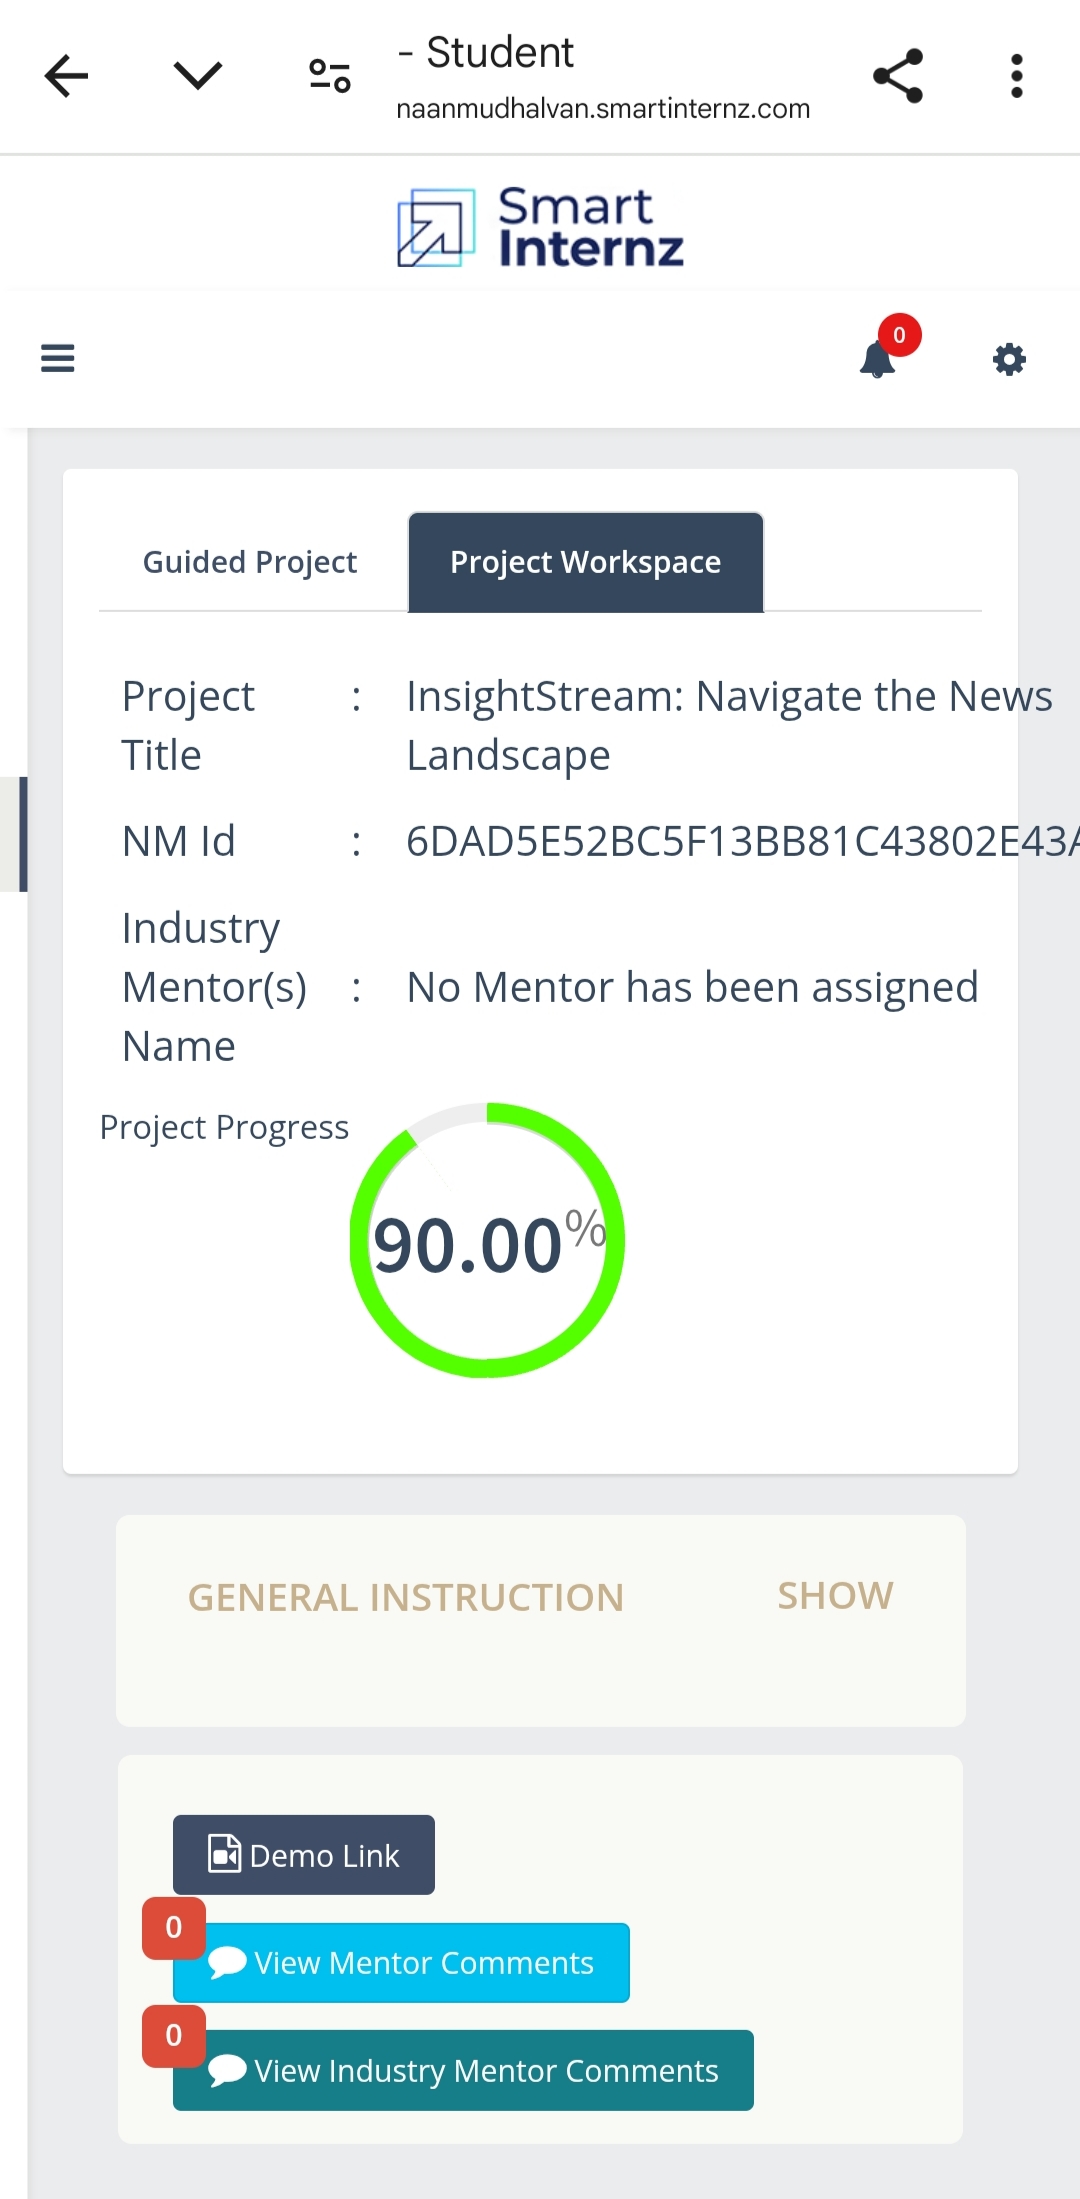 - Student
naanmudhalvan.smartinternz.com
Smart
Internz
0
Guided Project
Project Workspace
Project Title : InsightStream: Navigate the News Landscape
NM Id : 6DAD5E52BC5F13BB81C43802E43A
Industry Mentor(s) Name : No Mentor has been assigned
Project Progress
90.00%
GENERAL INSTRUCTION
SHOW
Demo Link
0
View Mentor Comments
0
View Industry Mentor Comments